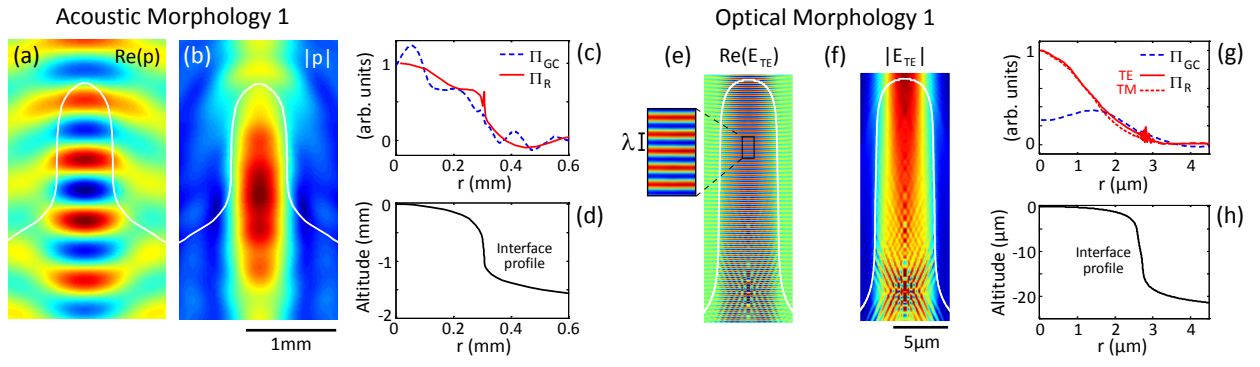 Acoustic Morphology 1
Optical Morphology 1
(a)
Re(p)
(b)
|p|
1mm
(c)
Π_GC
Π_R
1
0
(arb. units)
0 0.2 0.4 0.6
r (mm)
(d)
0
-1
-2
Altitude (mm)
Interface
profile
0 0.2 0.4 0.6
r (mm)
(e)
Re(E_TE)
λ
(f)
|E_TE|
5μm
(g)
Π_GC
TE
TM
Π_R
1
0
(arb. units)
0 1 2 3 4
r (μm)
(h)
0
-10
-20
Altitude (μm)
Interface
profile
0 1 2 3 4
r (μm)